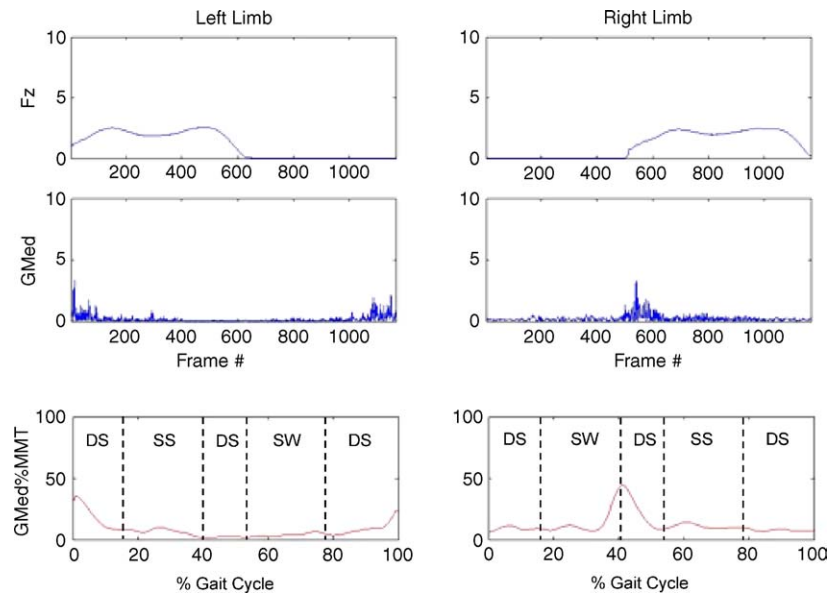 Left Limb
Right Limb
Fz
10
5
0
200 400 600 800 1000
10
5
0
200 400 600 800 1000
GMed
10
5
0
200 400 600 800 1000
Frame #
10
5
0
200 400 600 800 1000
Frame #
GMed%MMT
100
50
0
DS SS DS SW DS
0 20 40 60 80 100
% Gait Cycle
100
50
0
DS SW DS SS DS
0 20 40 60 80 100
% Gait Cycle